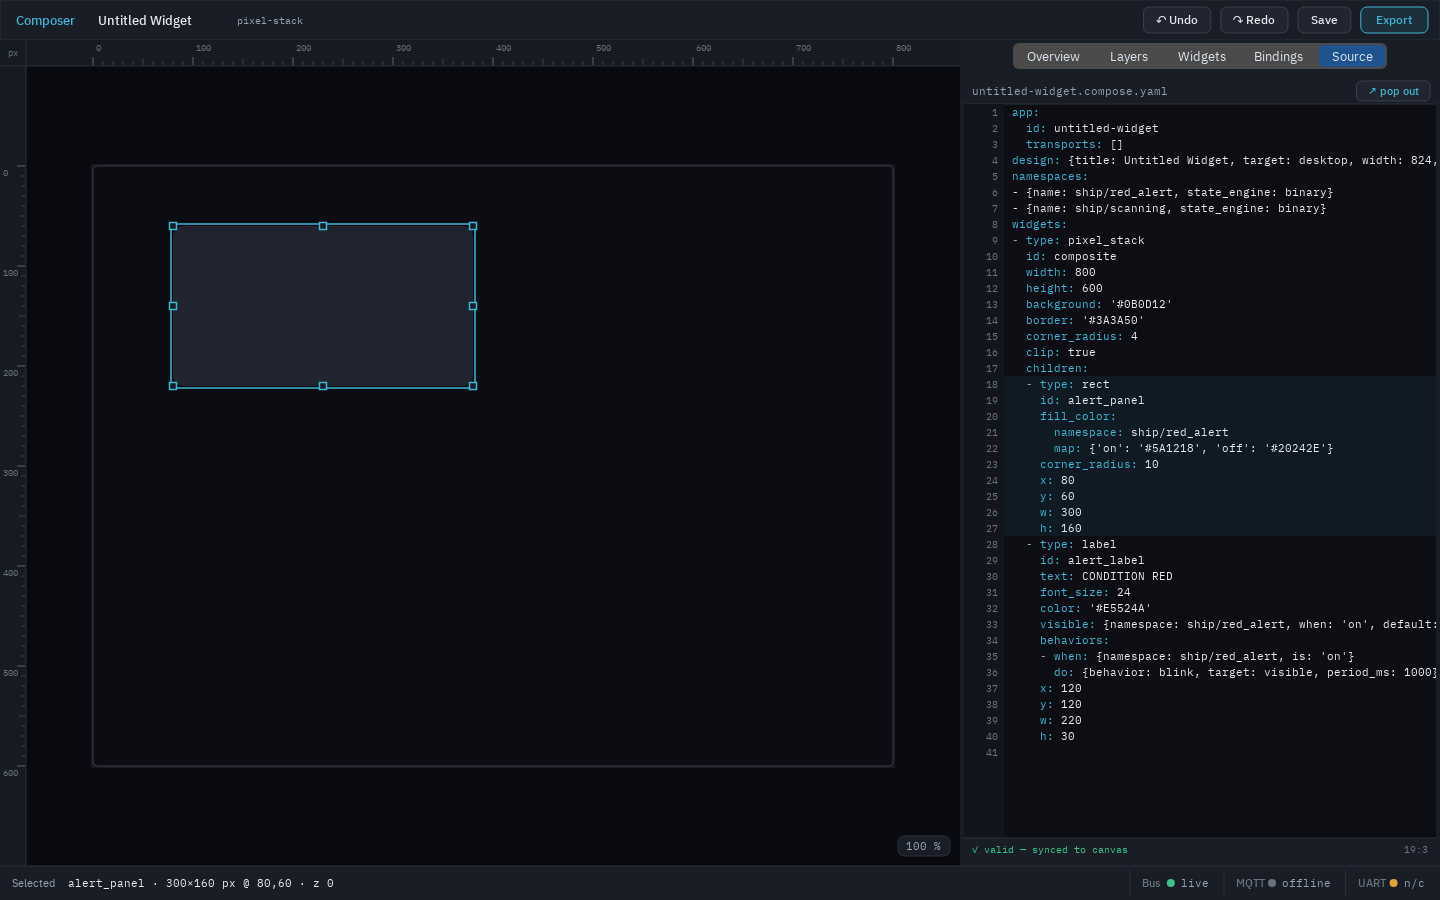 Composer Untitled Widget pixel-stack ↶ Undo ↷ Redo Save Export
px 0 100 200 300 400 500 600 700 800
Overview Layers Widgets Bindings Source
untitled-widget.compose.yaml ↗ pop out
0
100
200
300
400
500
600
1 app:
2 id: untitled-widget
3 transports: []
4 design: {title: Untitled Widget, target: desktop, width: 824,
5 namespaces:
6 - {name: ship/red_alert, state_engine: binary}
7 - {name: ship/scanning, state_engine: binary}
8 widgets:
9 - type: pixel_stack
10 id: composite
11 width: 800
12 height: 600
13 background: '#0B0D12'
14 border: '#3A3A50'
15 corner_radius: 4
16 clip: true
17 children:
18 - type: rect
19 id: alert_panel
20 fill_color:
21 namespace: ship/red_alert
22 map: {'on': '#5A1218', 'off': '#20242E'}
23 corner_radius: 10
24 x: 80
25 y: 60
26 w: 300
27 h: 160
28 - type: label
29 id: alert_label
30 text: CONDITION RED
31 font_size: 24
32 color: '#E5524A'
33 visible: {namespace: ship/red_alert, when: 'on', default:
34 behaviors:
35 - when: {namespace: ship/red_alert, is: 'on'}
36 do: {behavior: blink, target: visible, period_ms: 1000}
37 x: 120
38 y: 120
39 w: 220
40 h: 30
41
100 %
✓ valid — synced to canvas 19:3
Selected alert_panel · 300×160 px @ 80,60 · z 0 Bus live MQTT offline UART n/c